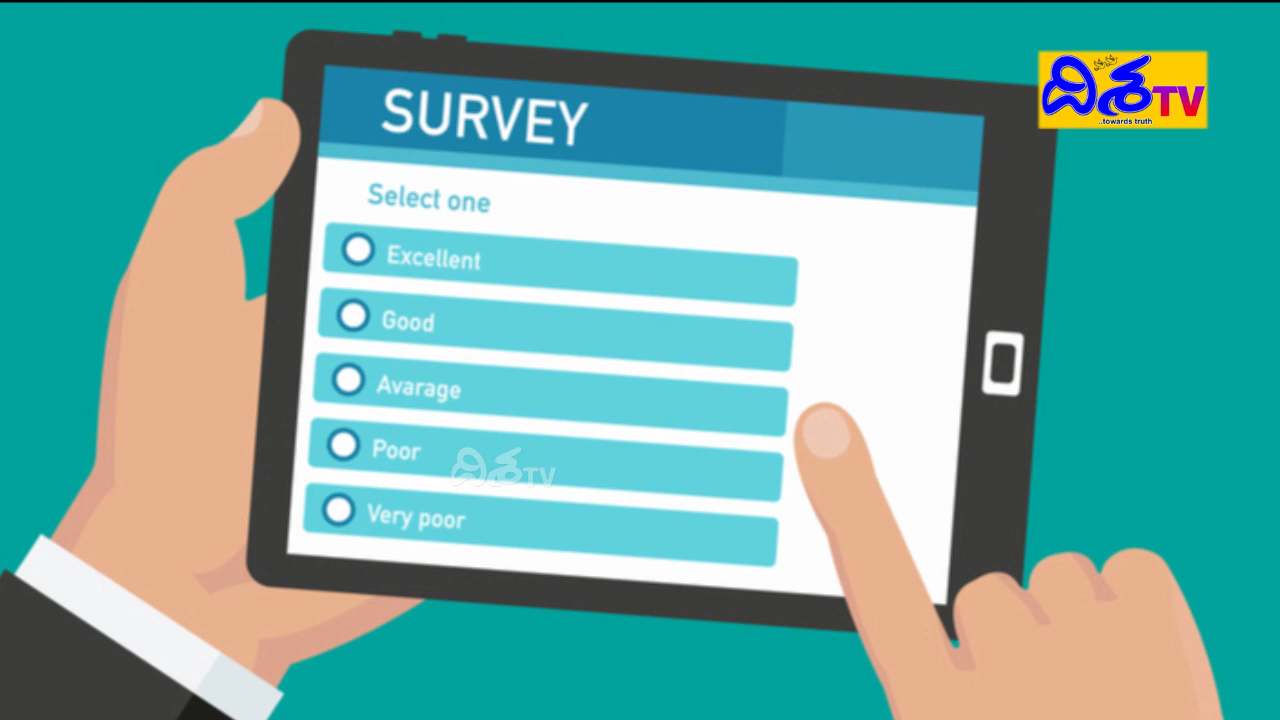 SURVEY
దిశ TV
..towards truth
Select one
Excellent
Good
Avarage
Poor
దిశ TV
Very poor